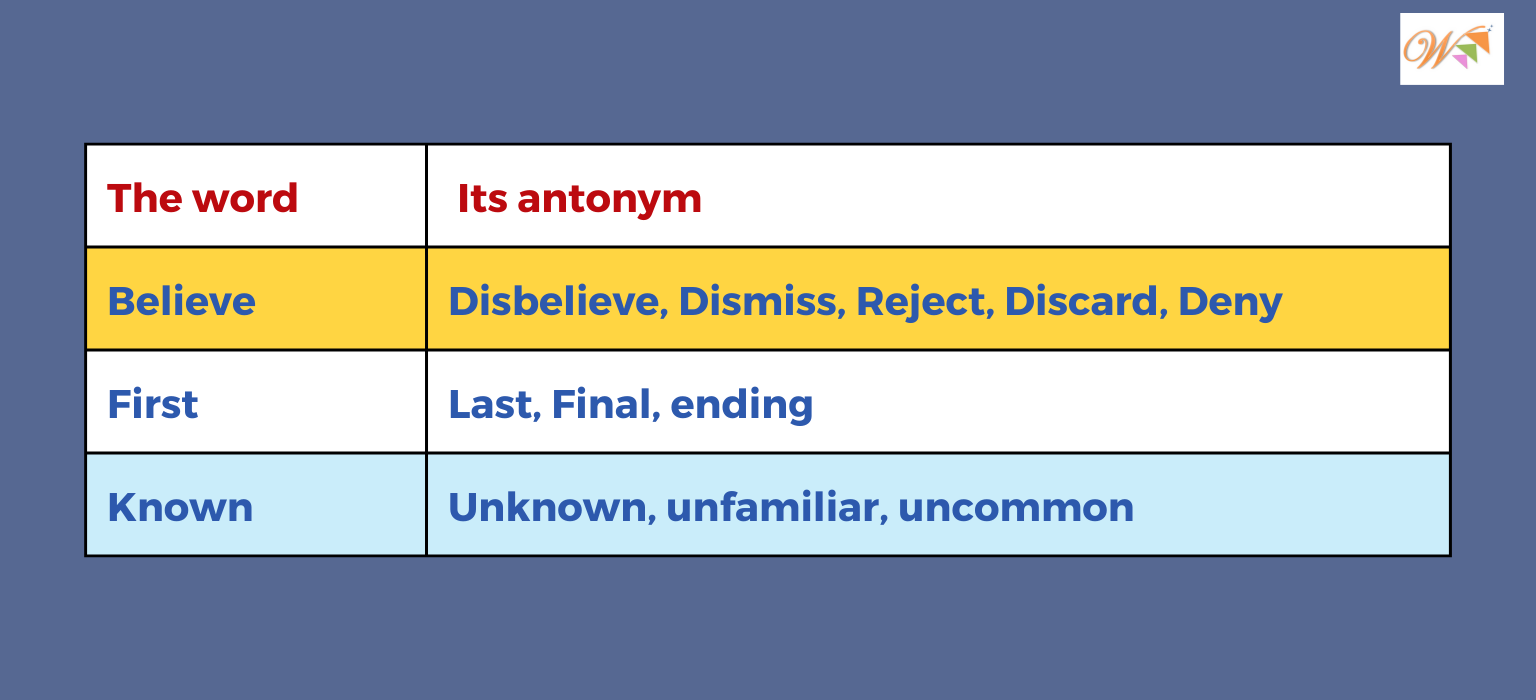 W
The word Its antonym
Believe Disbelieve, Dismiss, Reject, Discard, Deny
First Last, Final, ending
Known Unknown, unfamiliar, uncommon